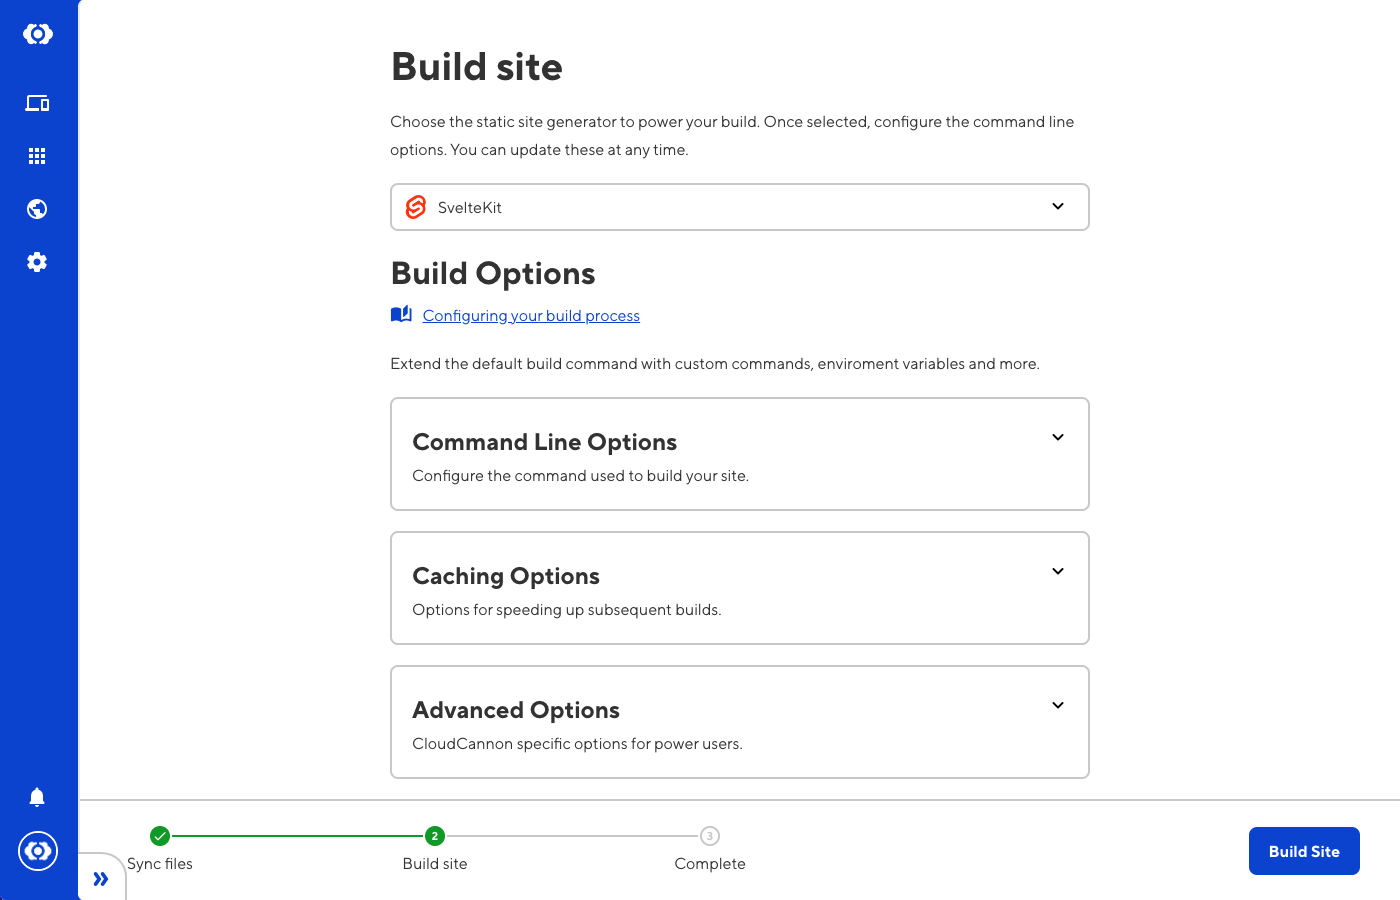 Build site
Choose the static site generator to power your build. Once selected, configure the command line
options. You can update these at any time.
SvelteKit
Build Options
Configuring your build process
Extend the default build command with custom commands, enviroment variables and more.
Command Line Options
Configure the command used to build your site.
Caching Options
Options for speeding up subsequent builds.
Advanced Options
CloudCannon specific options for power users.
2
3
Sync files
Build site
Complete
Build Site